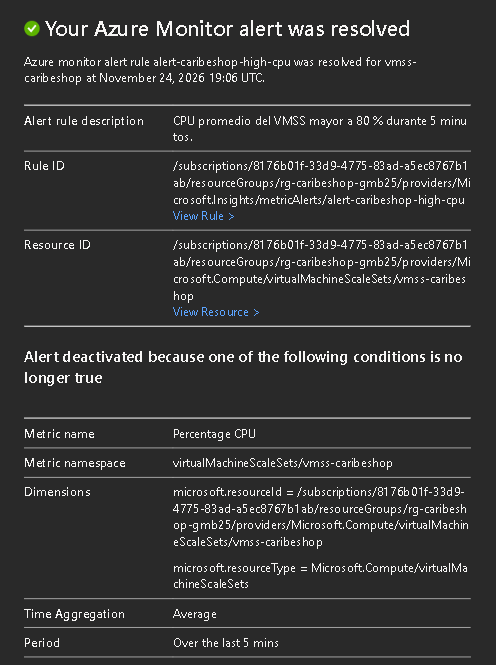 Your Azure Monitor alert was resolved
Azure monitor alert rule alert-caribeshop-high-cpu was resolved for vmss-
caribeshop at November 24, 2026 19:06 UTC.
Alert rule description
CPU promedio del VMSS mayor a 80 % durante 5 minu
tos.
Rule ID
/subscriptions/8176b01f-33d9-4775-83ad-a5ec8767b1
ab/resourceGroups/rg-caribeshop-gmb25/providers/Mi
crosoft.Insights/metricAlerts/alert-caribeshop-high-cpu
View Rule >
Resource ID
/subscriptions/8176b01f-33d9-4775-83ad-a5ec8767b1
ab/resourceGroups/rg-caribeshop-gmb25/providers/Mi
crosoft.Compute/virtualMachineScaleSets/vmss-caribes
hop
View Resource >
Alert deactivated because one of the following conditions is no
longer true
Metric name
Percentage CPU
Metric namespace
virtualMachineScaleSets/vmss-caribeshop
Dimensions
microsoft.resourceId = /subscriptions/8176b01f-33d9-
4775-83ad-a5ec8767b1ab/resourceGroups/rg-caribesh
op-gmb25/providers/Microsoft.Compute/virtualMachin
eScaleSets/vmss-caribeshop
microsoft.resourceType = Microsoft.Compute/virtualMa
chineScaleSets
Time Aggregation
Average
Period
Over the last 5 mins